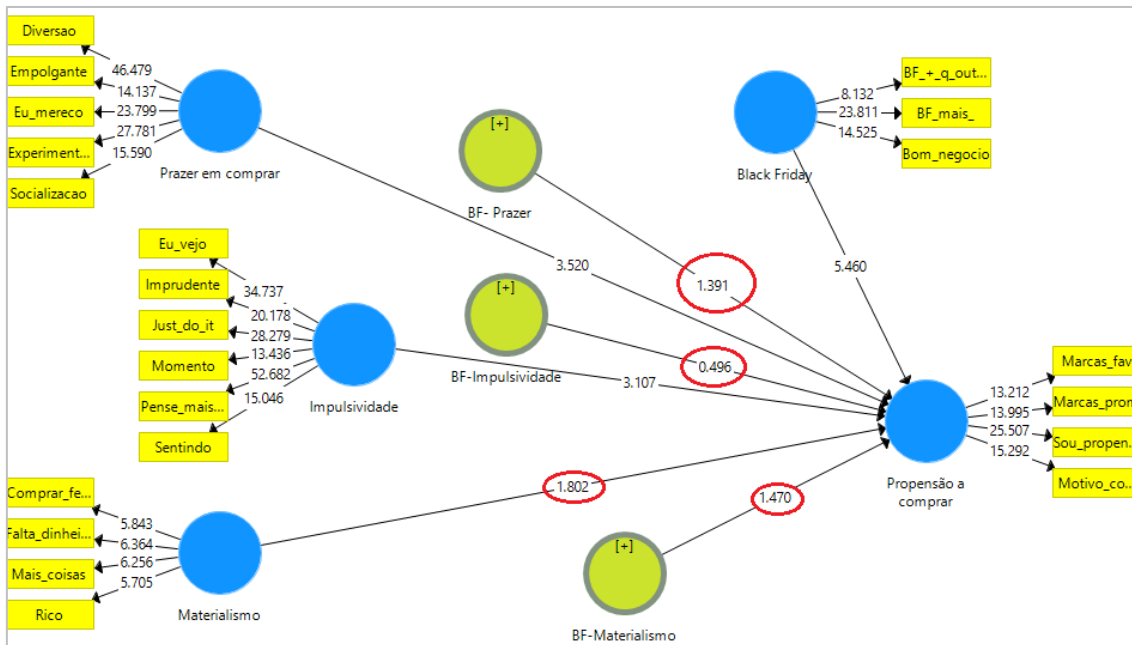 Diversao
Empolgante
Eu_mereco
Experiment...
Socializacao
46.479
14.137
23.799
27.781
15.590
Prazer em comprar
[+]
BF- Prazer
Black Friday
8.132
23.811
14.525
BF_+_q_out...
BF_mais_
Bom_negocio
3.520
1.391
5.460
Eu_vejo
Imprudente
Just_do_it
Momento
Pense_mais...
Sentindo
34.737
20.178
28.279
13.436
52.682
15.046
Impulsividade
[+]
BF-Impulsividade
0.496
3.107
Propensão a
comprar
13.212
13.995
25.507
15.292
Marcas_fav
Marcas_pron
Sou_propen...
Motivo_co...
Comprar_fe...
Falta_dinhei...
Mais_coisas
Rico
5.843
6.364
6.256
5.705
Materialismo
1.802
1.470
[+]
BF-Materialismo